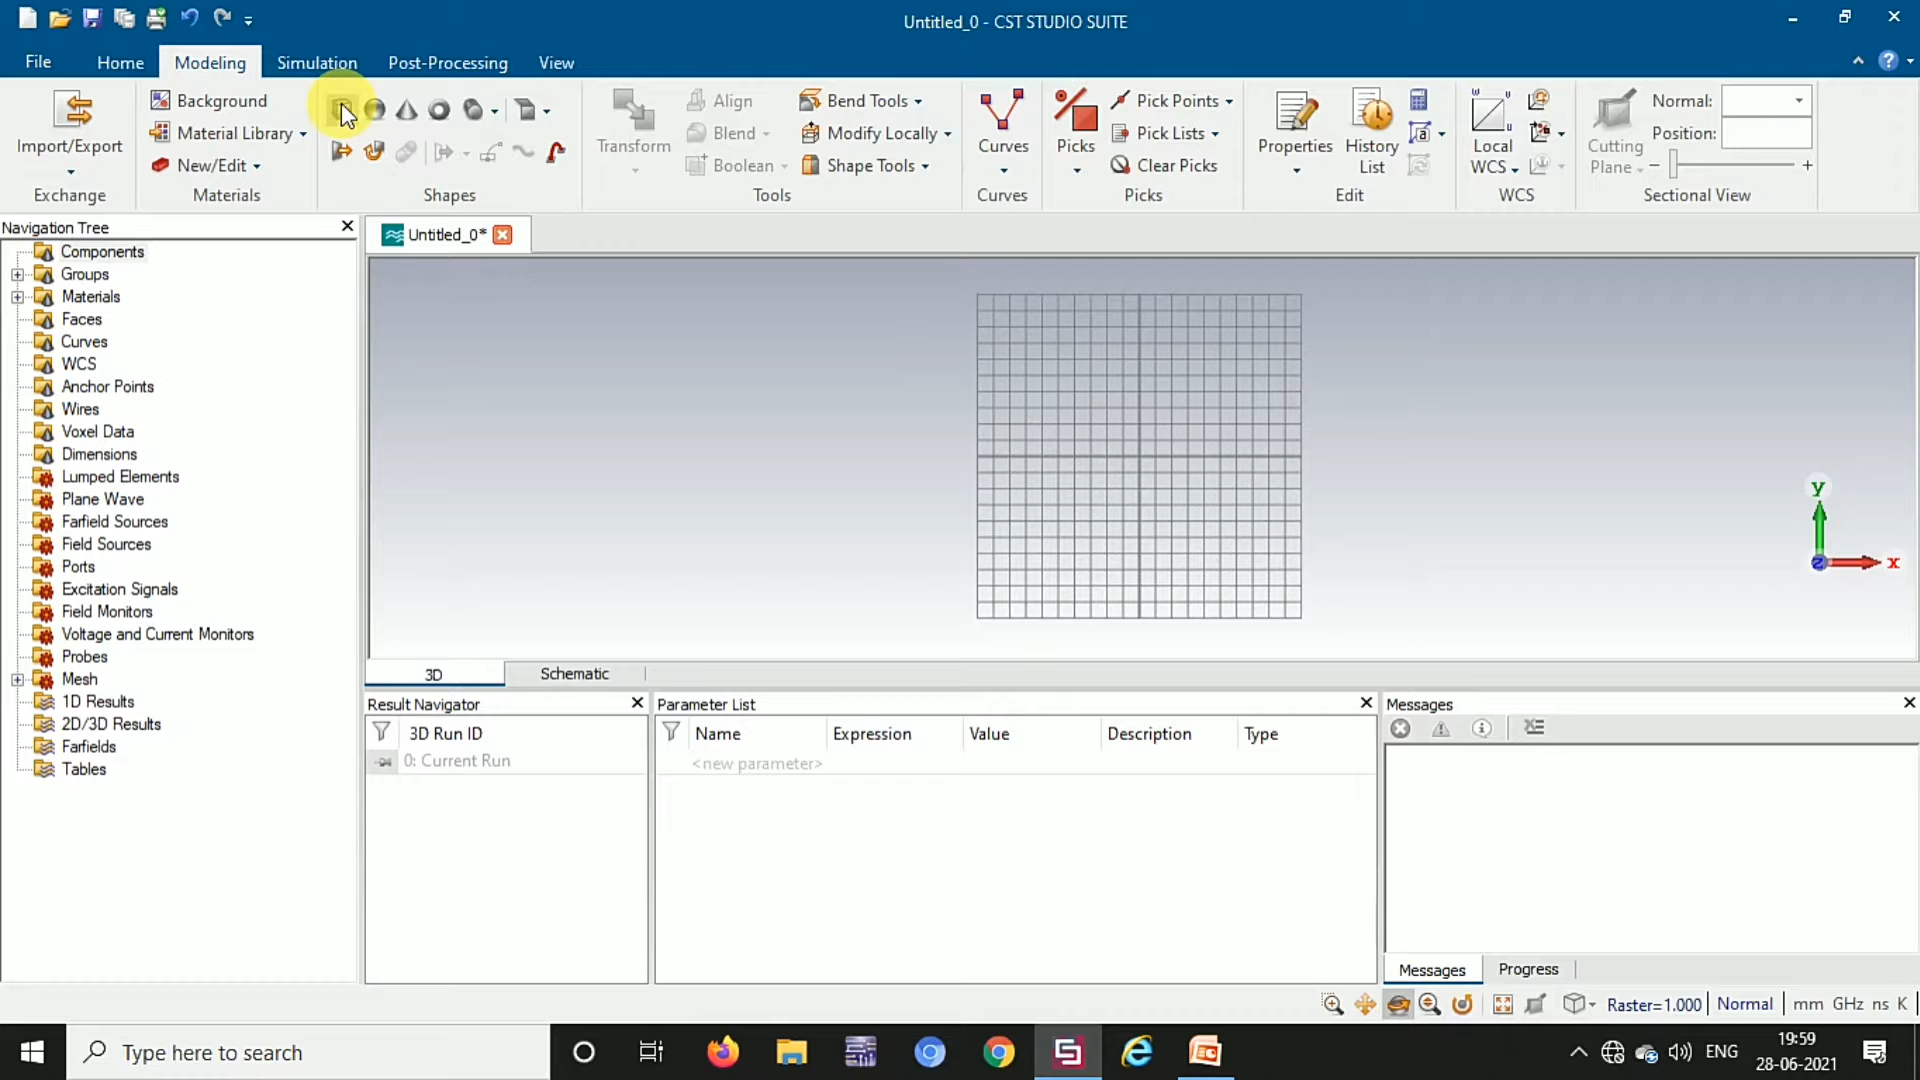 Untitled_0 - CST STUDIO SUITE
File Home Modeling Simulation Post-Processing View
Import/Export
Exchange
Background
Material Library
New/Edit
Materials
Shapes
Transform
Align
Blend
Boolean
Bend Tools
Modify Locally
Shape Tools
Tools
Curves
Curves
Picks
Pick Points
Pick Lists
Clear Picks
Picks
Properties
History
List
Edit
Local
WCS
WCS
Cutting
Plane
Normal:
Position:
Sectional View
Navigation Tree
Components
Groups
Materials
Faces
Curves
WCS
Anchor Points
Wires
Voxel Data
Dimensions
Lumped Elements
Plane Wave
Farfield Sources
Field Sources
Ports
Excitation Signals
Field Monitors
Voltage and Current Monitors
Probes
Mesh
1D Results
2D/3D Results
Farfields
Tables
Untitled_0*
y
z x
3D Schematic
Result Navigator
3D Run ID
0: Current Run
Parameter List
Name Expression Value Description Type
<new parameter>
Messages
Messages Progress
Raster=1.000 Normal mm GHz ns K
Type here to search
ENG
19:59
28-06-2021